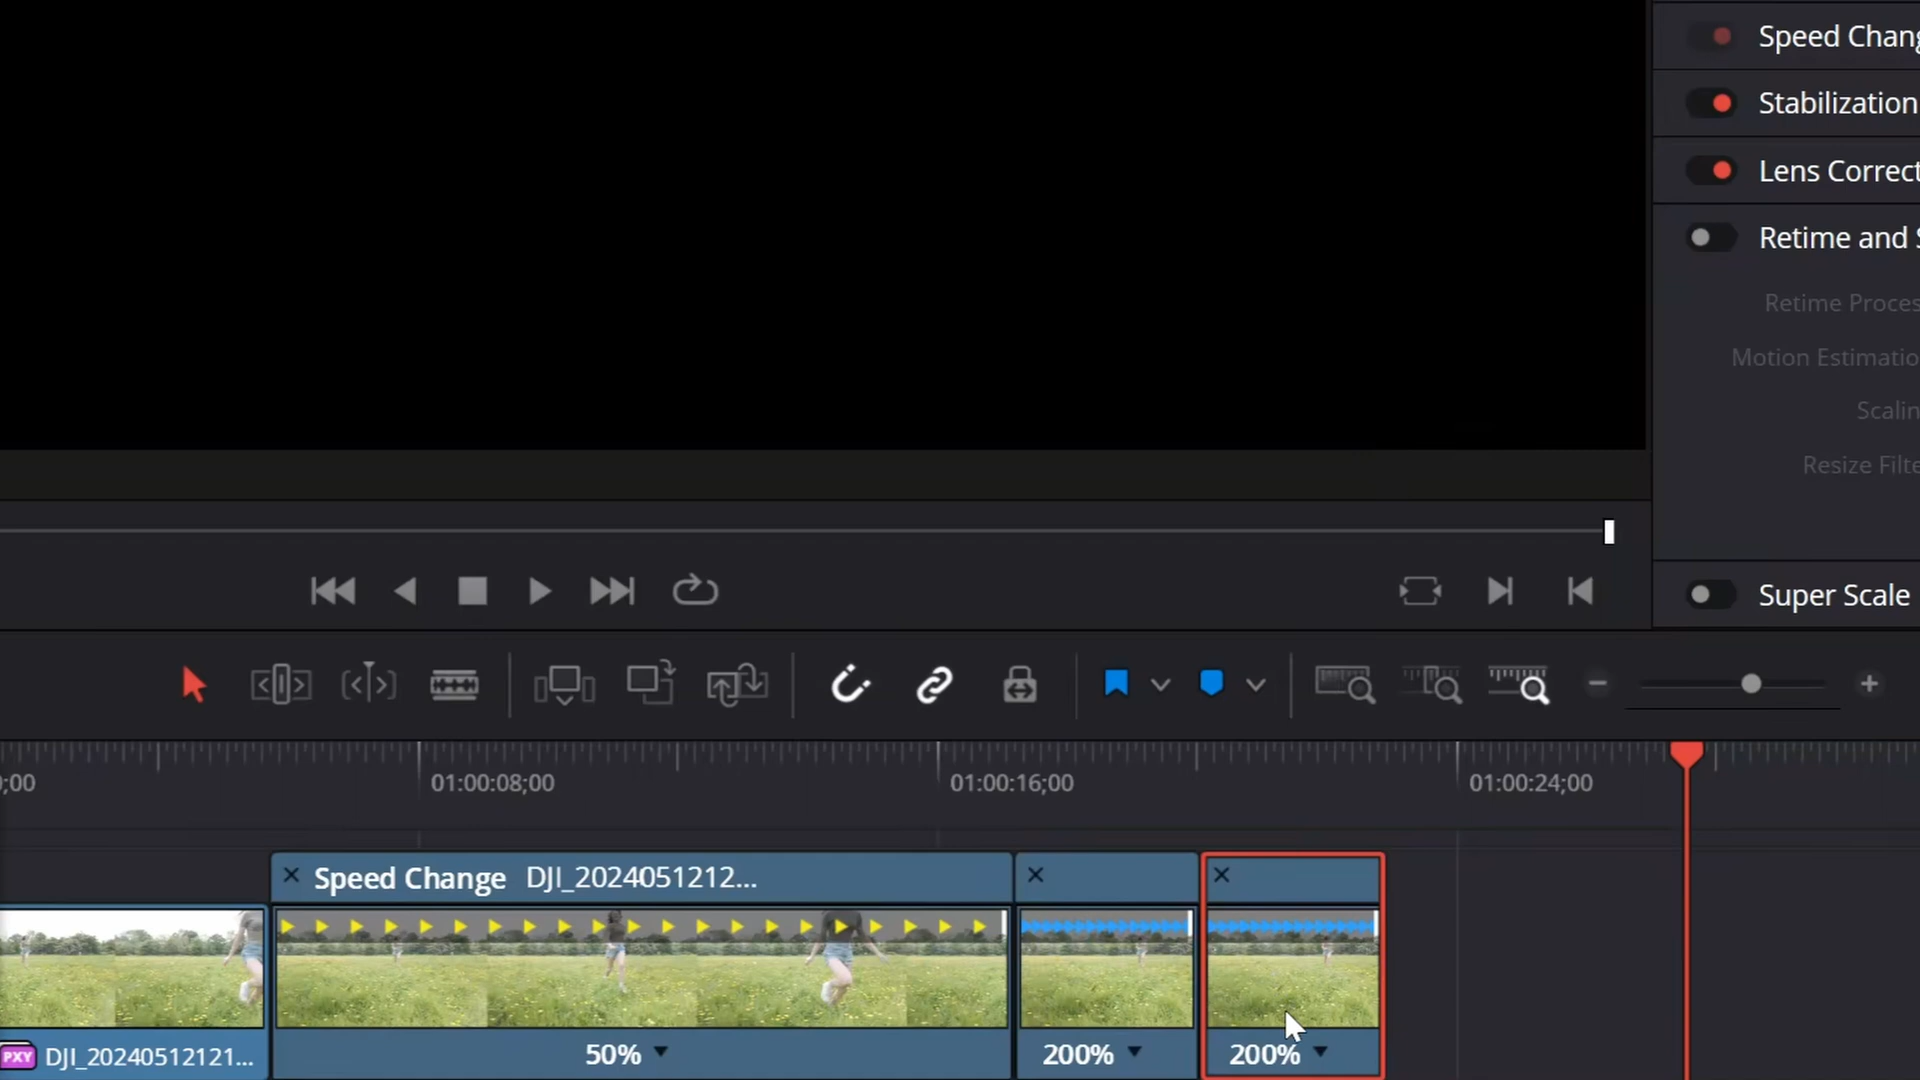 Speed Chang
Stabilization
Lens Correct
Retime and S
Retime Proces
Motion Estimatio
Scalin
Resize Filte
Super Scale
0;00
01:00:08;00
01:00:16;00
01:00:24;00
Speed Change DJI_2024051212...
PXY DJI_20240512121...
50%
200%
200%